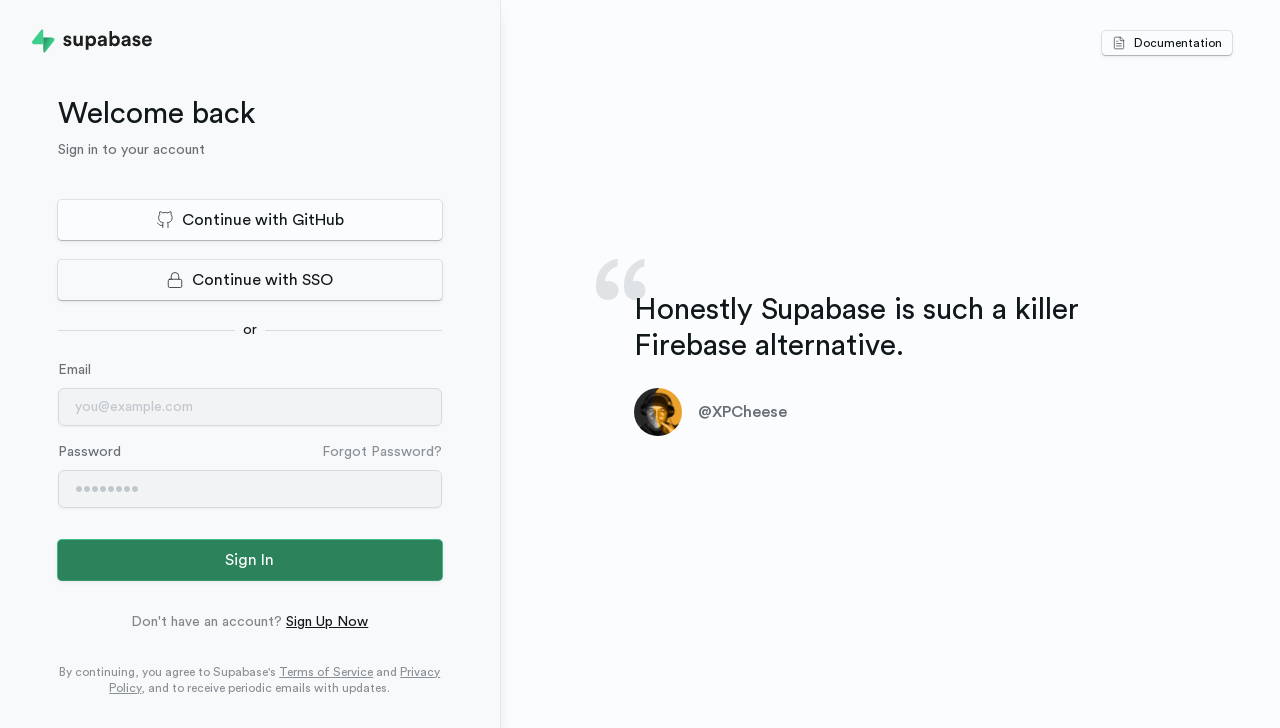 supabase
Documentation
Welcome back
Sign in to your account
Continue with GitHub
Continue with SSO
or
Email
you@example.com
Password
Forgot Password?
••••••••
Sign In
Don't have an account? Sign Up Now
By continuing, you agree to Supabase's Terms of Service and Privacy
Policy, and to receive periodic emails with updates.
“
Honestly Supabase is such a killer
Firebase alternative.
@XPCheese